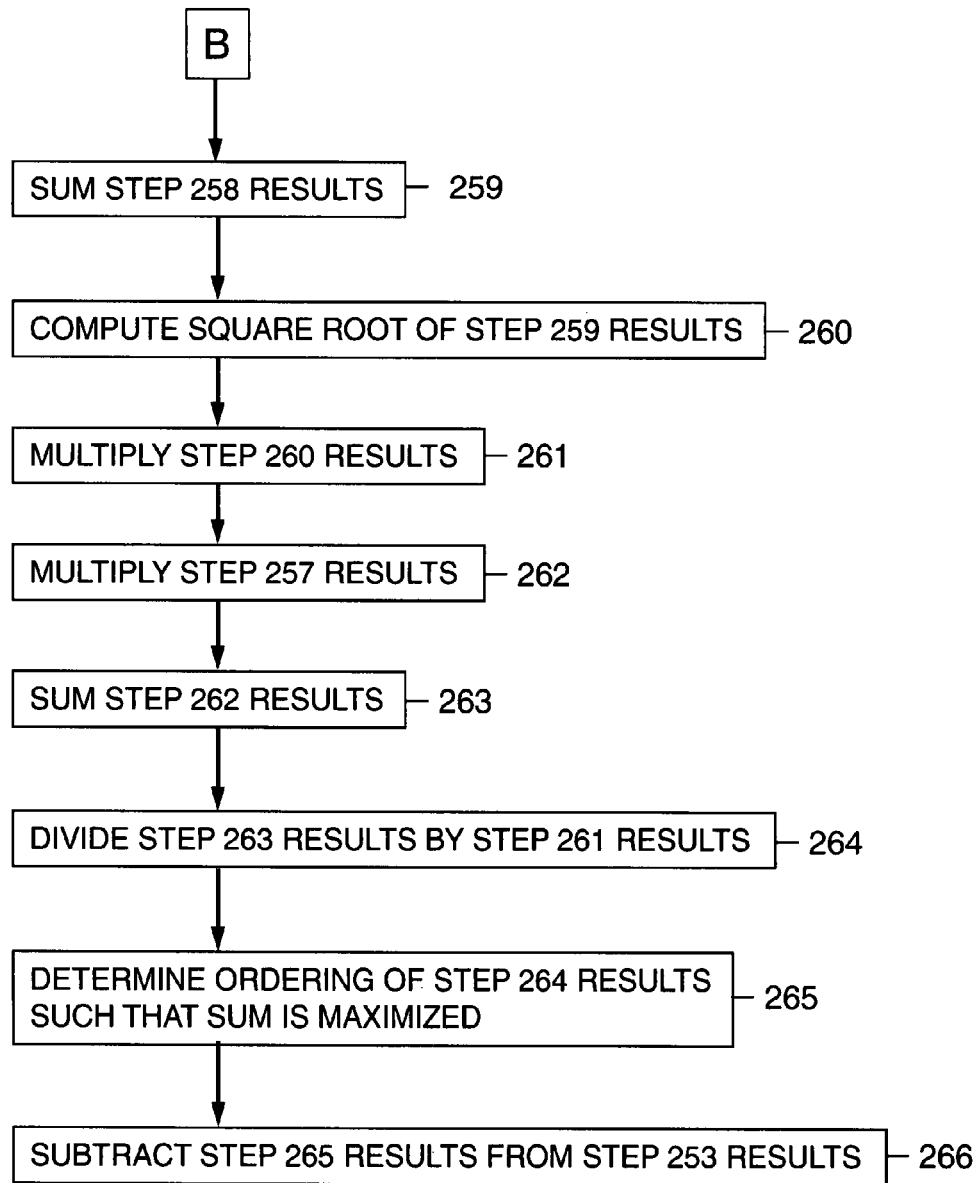 B
SUM STEP 258 RESULTS 259
COMPUTE SQUARE ROOT OF STEP 259 RESULTS 260
MULTIPLY STEP 260 RESULTS 261
MULTIPLY STEP 257 RESULTS 262
SUM STEP 262 RESULTS 263
DIVIDE STEP 263 RESULTS BY STEP 261 RESULTS 264
DETERMINE ORDERING OF STEP 264 RESULTS
SUCH THAT SUM IS MAXIMIZED 265
SUBTRACT STEP 265 RESULTS FROM STEP 253 RESULTS 266